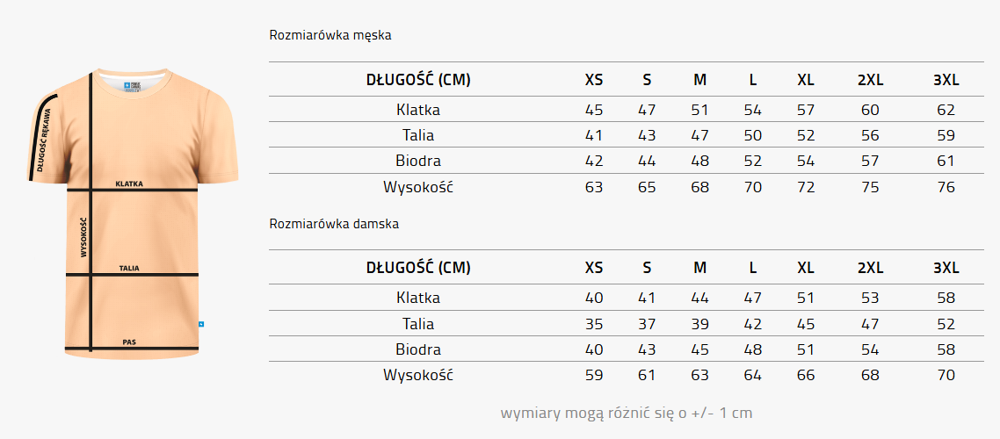 Rozmiarówka męska
DŁUGOŚĆ (CM) XS S M L XL 2XL 3XL
Klatka 45 47 51 54 57 60 62
Talia 41 43 47 50 52 56 59
Biodra 42 44 48 52 54 57 61
Wysokość 63 65 68 70 72 75 76
Rozmiarówka damska
DŁUGOŚĆ (CM) XS S M L XL 2XL 3XL
Klatka 40 41 44 47 51 53 58
Talia 35 37 39 42 45 47 52
Biodra 40 43 45 48 51 54 58
Wysokość 59 61 63 64 66 68 70
wymiary mogą różnić się o +/- 1 cm
DŁUGOŚĆ RĘKAWA
KLATKA
WYSOKOŚĆ
TALIA
PAS